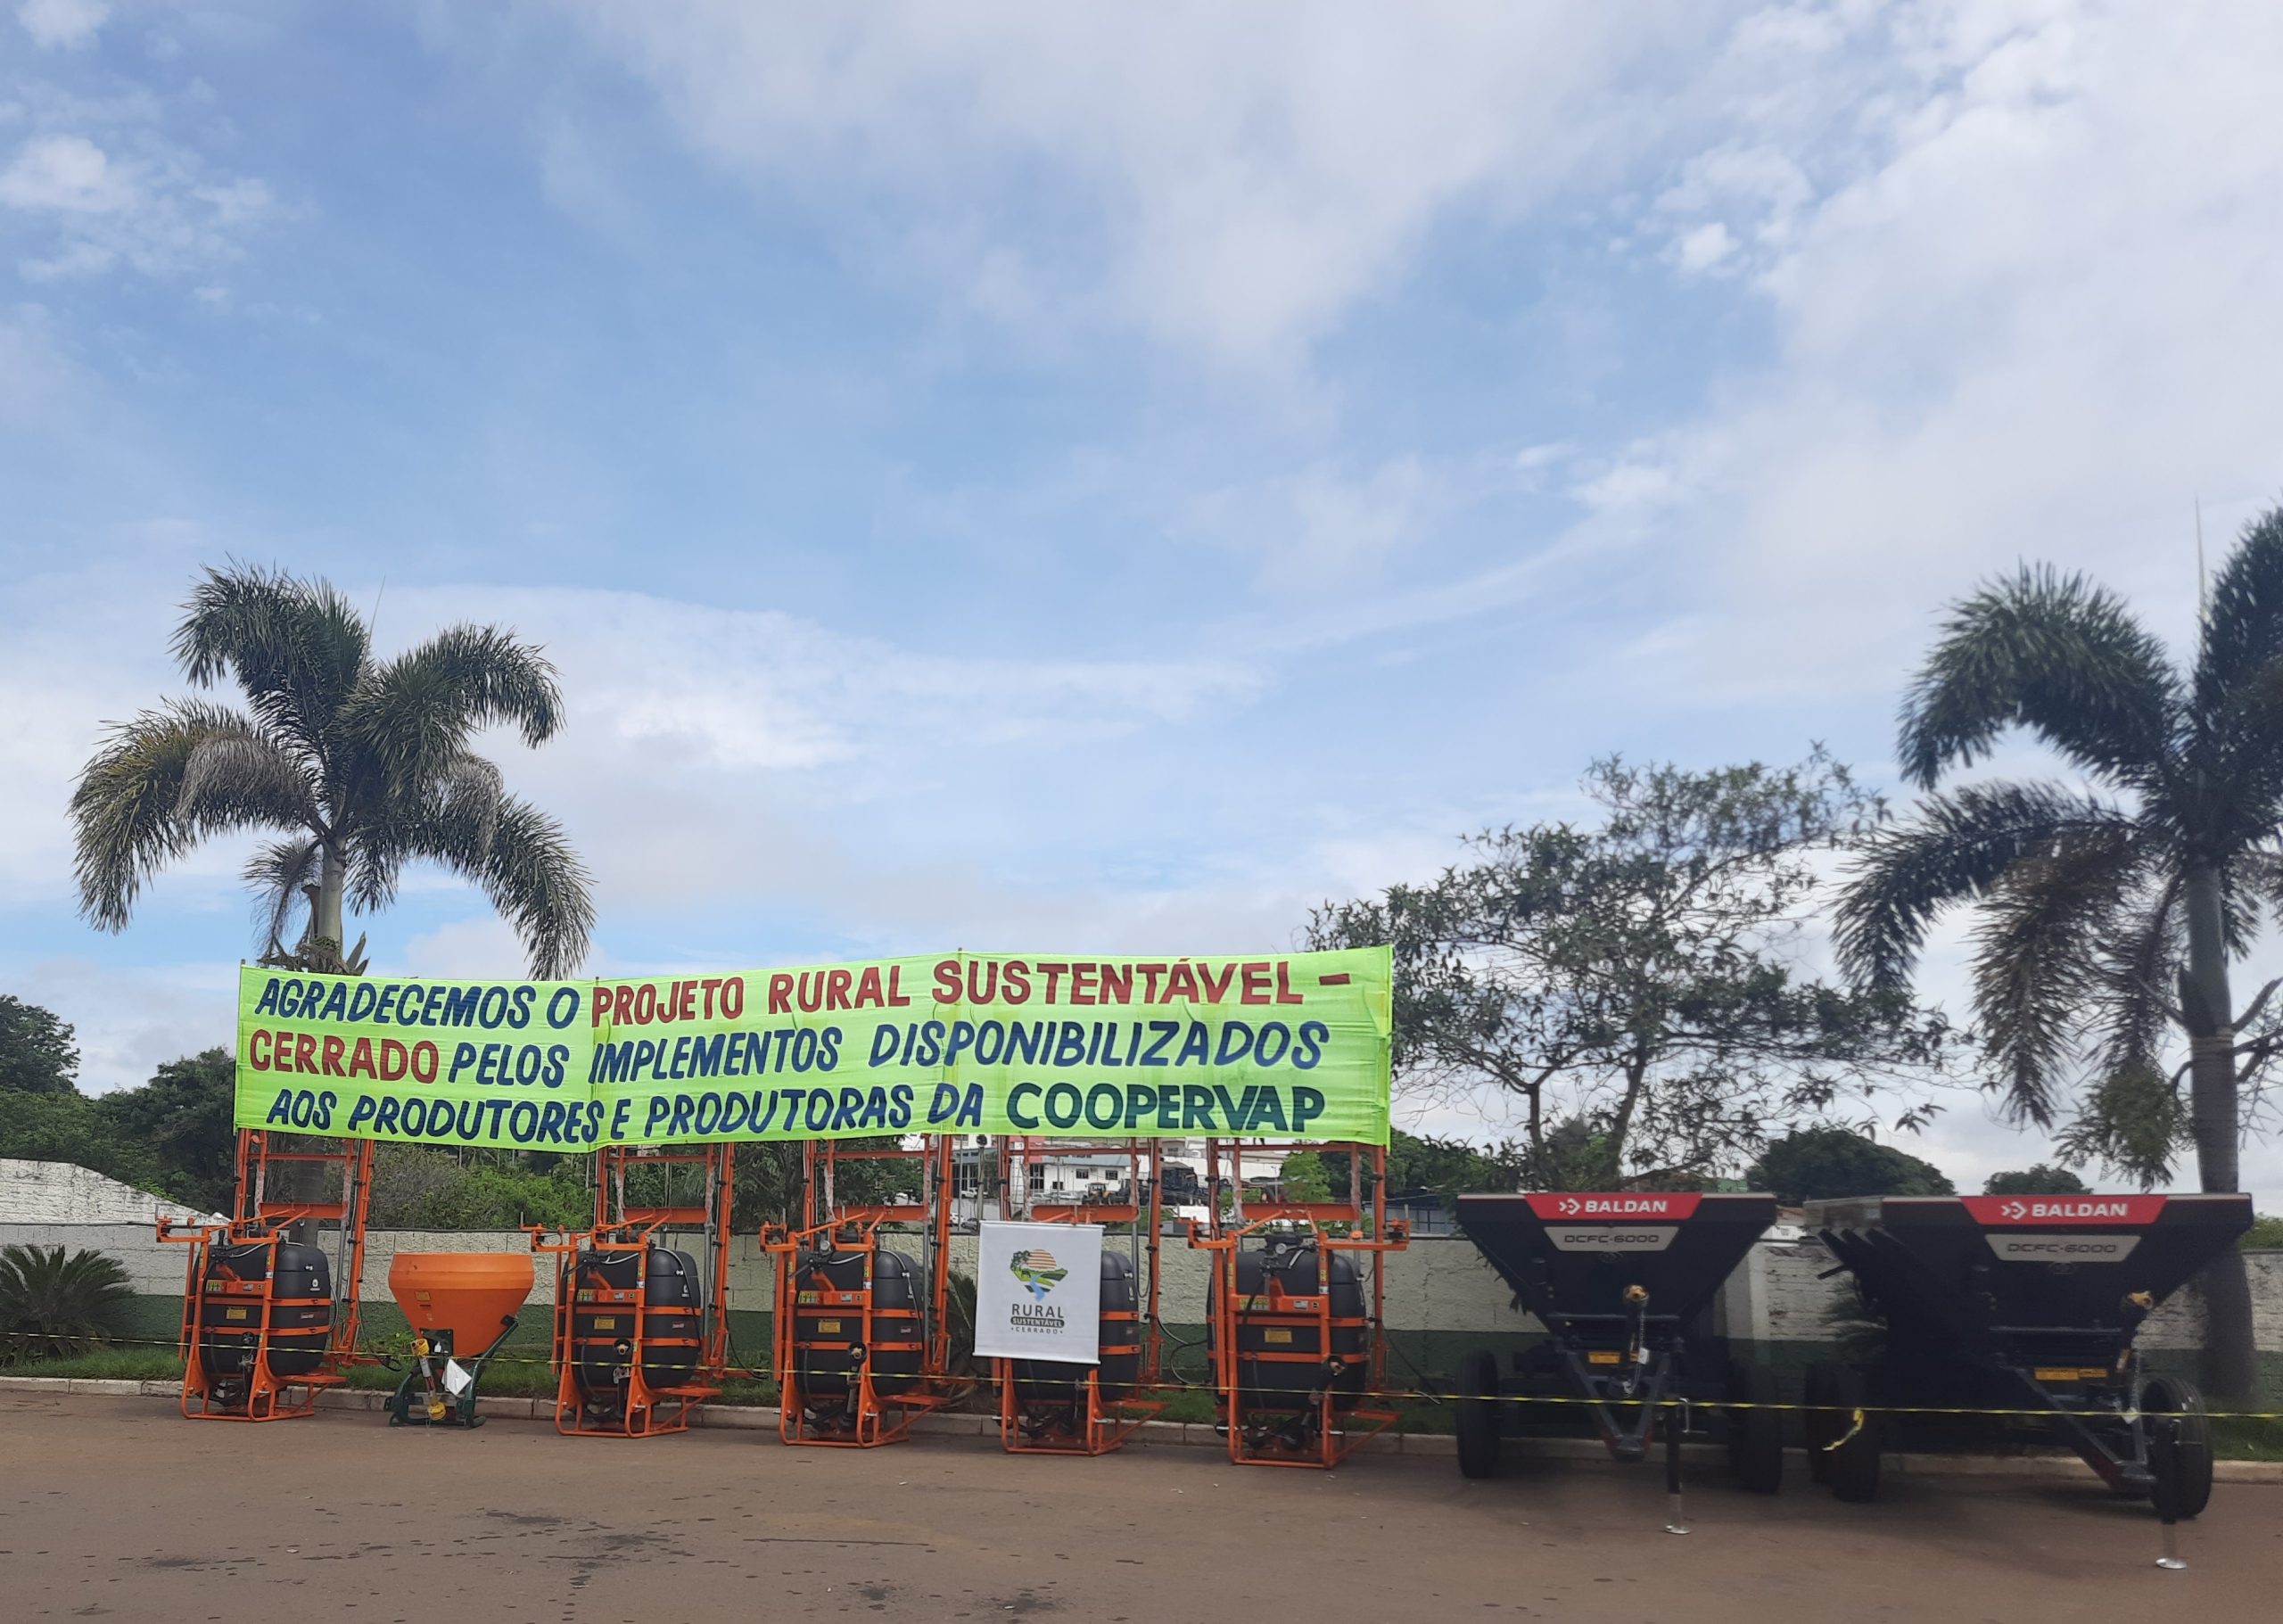 AGRADECEMOS O PROJETO RURAL SUSTENTÁVEL -
CERRADO PELOS IMPLEMENTOS DISPONIBILIZADOS
AOS PRODUTORES E PRODUTORAS DA COOPERVAP
RURAL
SUSTENTÁVEL
• CERRADO •
BALDAN
DCFC-6000
BALDAN
DCFC-6000